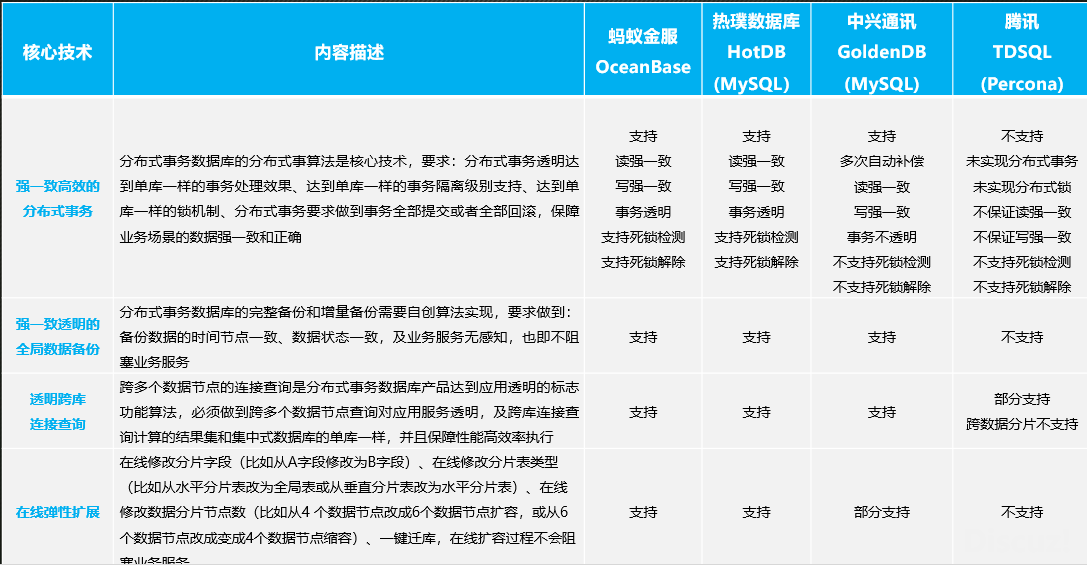 核心技术
内容描述
蚂蚁金服
OceanBase
热璞数据库
HotDB
(MySQL)
中兴通讯
GoldenDB
(MySQL)
腾讯
TDSQL
(Percona)
强一致高效的
分布式事务
分布式事务数据库的分布式事算法是核心技术，要求：分布式事务透明达
到单库一样的事务处理效果、达到单库一样的事务隔离级别支持、达到单
库一样的锁机制、分布式事务要求做到事务全部提交或者全部回滚，保障
业务场景的数据强一致和正确
支持
读强一致
写强一致
事务透明
支持死锁检测
支持死锁解除
支持
读强一致
写强一致
事务透明
支持死锁检测
支持死锁解除
支持
多次自动补偿
读强一致
写强一致
事务不透明
不支持死锁检测
不支持死锁解除
不支持
未实现分布式事务
未实现分布式锁
不保证读强一致
不保证写强一致
不支持死锁检测
不支持死锁解除
强一致透明的
全局数据备份
分布式事务数据库的完整备份和增量备份需要自创算法实现，要求做到：
备份数据的时间节点一致、数据状态一致，及业务服务无感知，也即不阻
塞业务服务
支持
支持
支持
不支持
透明跨库
连接查询
跨多个数据节点的连接查询是分布式事务数据库产品达到应用透明的标志
功能算法，必须做到跨多个数据节点查询对应用服务透明，及跨库连接查
询计算的结果集和集中式数据库的单库一样，并且保障性能高效率执行
支持
支持
支持
部分支持
跨数据分片不支持
在线弹性扩展
在线修改分片字段（比如从A字段修改为B字段）、在线修改分片表类型
（比如从水平分片表改为全局表或从垂直分片表改为水平分片表）、在线
修改数据分片节点数（比如从4 个数据节点改成6个数据节点扩容，或从6
个数据节点改成变成4个数据节点缩容）、一键迁库，在线扩容过程不会阻
塞业务服务
支持
支持
部分支持
不支持